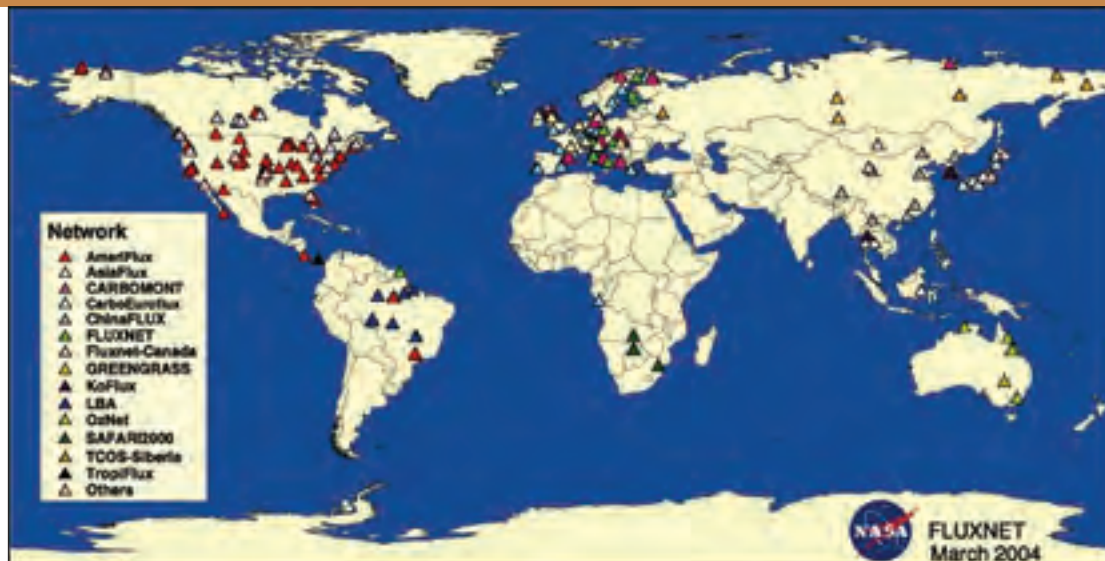 Network
AmeriFlux
AsiaFlux
CARBOMONT
CarboEuroflux
ChinaFLUX
FLUXNET
Fluxnet-Canada
GREENGRASS
KoFlux
LBA
OzNet
SAFARI2000
TCOS-Siberia
TropiFlux
Others
NASA
FLUXNET
March 2004